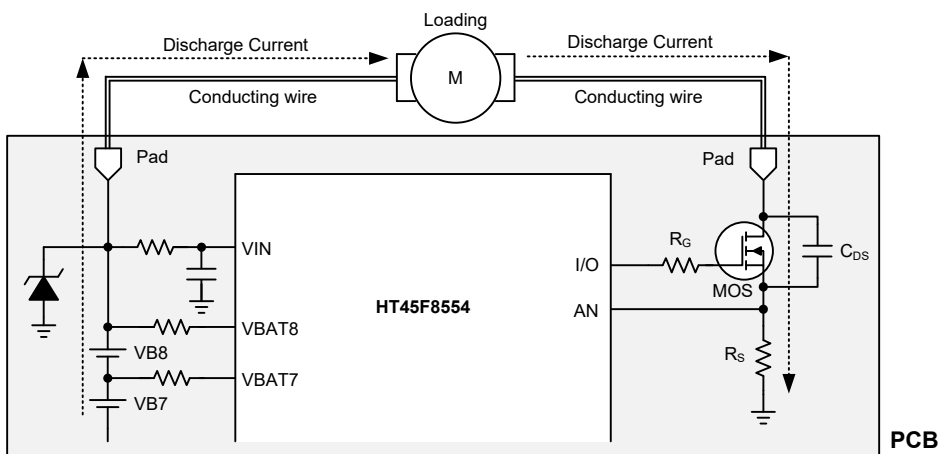 Loading
Discharge Current
Discharge Current
M
Conducting wire
Conducting wire
Pad
Pad
VIN
RG
CDS
I/O
MOS
HT45F8554
AN
VBAT8
VB8
RS
VBAT7
VB7
PCB